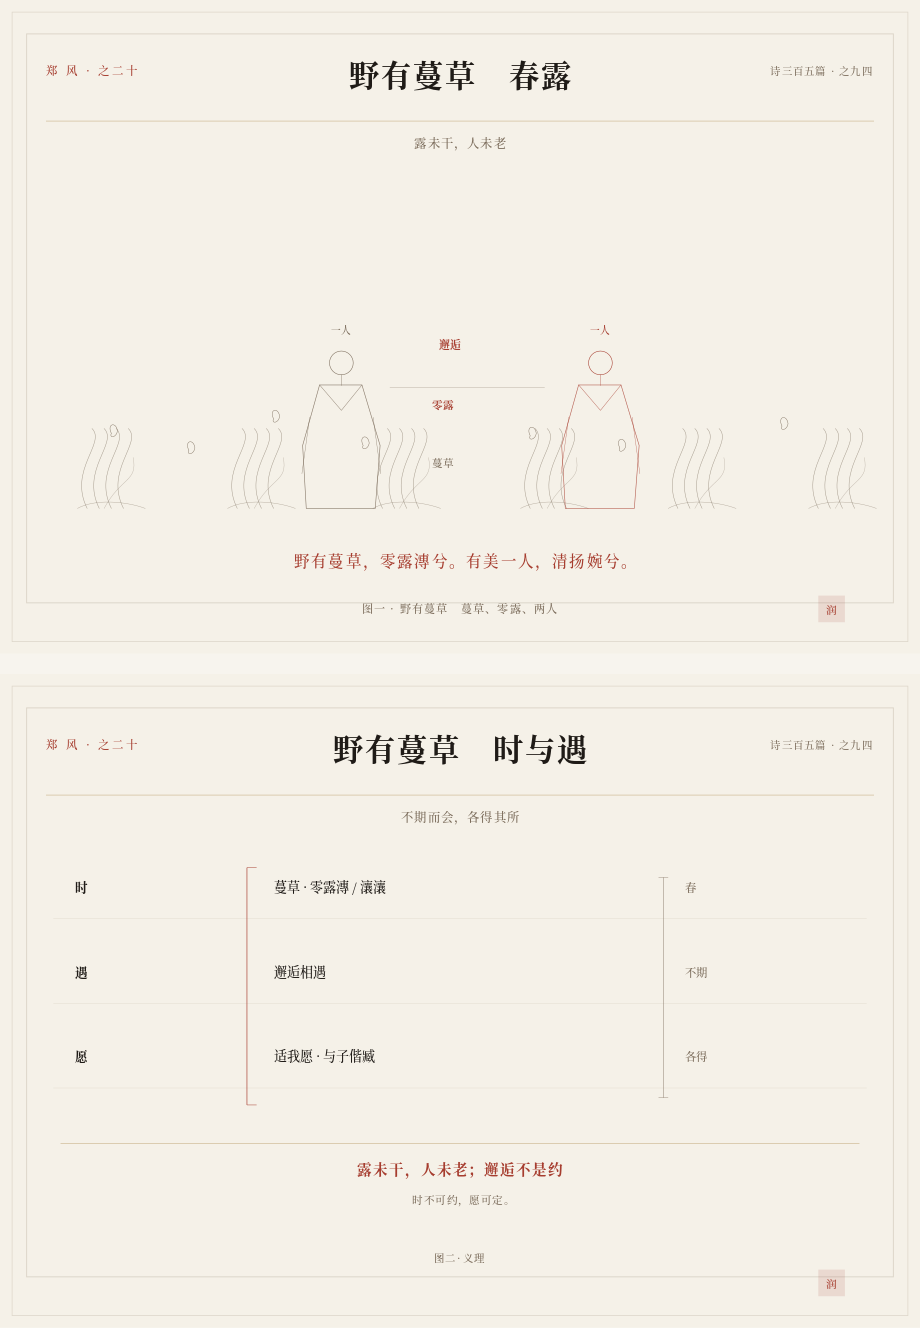 郑 风 · 之二十
野有蔓草　春露
诗三百五篇 · 之九四
露未干，人未老
一人
一人
邂逅
零露
蔓草
野有蔓草，零露漙兮。有美一人，清扬婉兮。
图一 · 野有蔓草　蔓草、零露、两人
润
郑 风 · 之二十
野有蔓草　时与遇
诗三百五篇 · 之九四
不期而会，各得其所
时
蔓草 · 零露漙 / 瀼瀼
春
遇
邂逅相遇
不期
愿
适我愿 · 与子偕臧
各得
露未干，人未老；邂逅不是约
时不可约，愿可定。
图二 · 义理
润